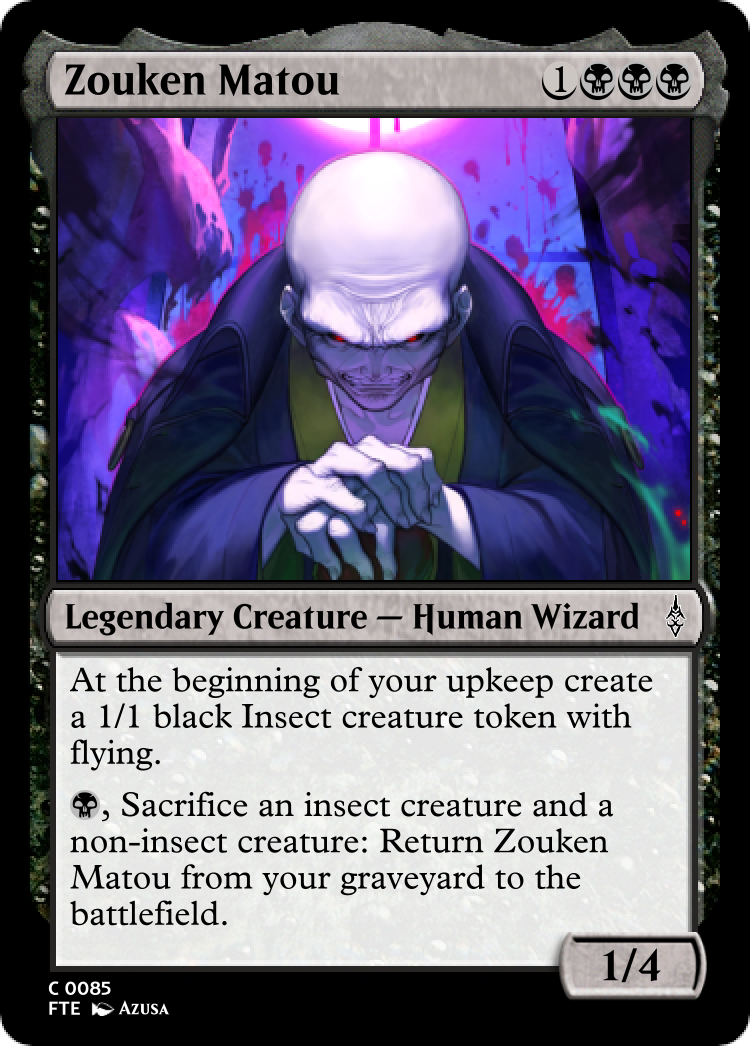 Zouken Matou 1
Legendary Creature — Human Wizard
At the beginning of your upkeep create
a 1/1 black Insect creature token with
flying.
, Sacrifice an insect creature and a
non-insect creature: Return Zouken
Matou from your graveyard to the
battlefield.
1/4
C 0085
FTE Azusa